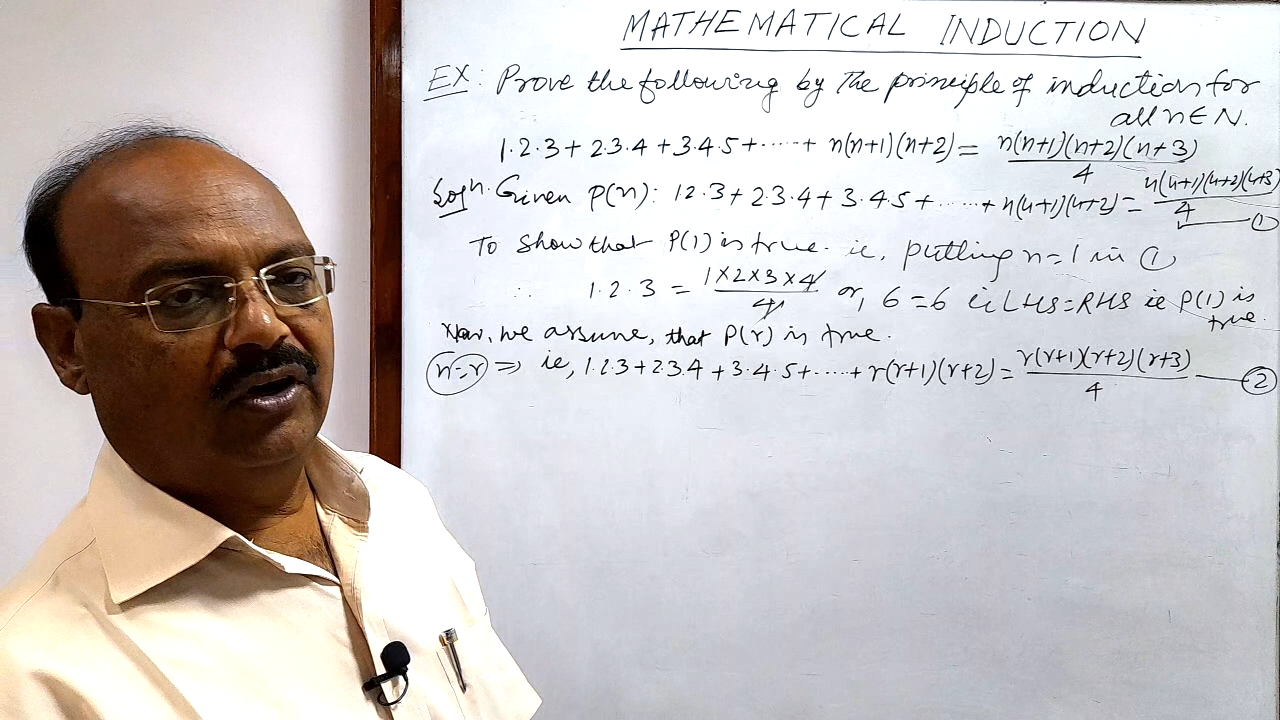 MATHEMATICAL INDUCTION
EX: Prove the following by the principle of induction for
all n ∈ N.
1.2.3 + 2.3.4 + 3.4.5 + ...... + n(n+1)(n+2) = n(n+1)(n+2)(n+3)/4
Solⁿ. Given P(n): 1 2.3 + 2.3.4 + 3.4.5 + ...... + n(n+1)(n+2) = n(n+1)(n+2)(n+3)/4 — ①
To show that P(1) is true. ie, putting n=1 in ①
∴ 1.2.3 = 1×2×3×4/4 or, 6=6 ie LHS=RHS ie P(1) is
true.
Now, we assume, that P(r) is true.
n=r ⇒ ie, 1.2.3 + 2.3.4 + 3.4.5 + ...... + r(r+1)(r+2) = r(r+1)(r+2)(r+3)/4 — ②